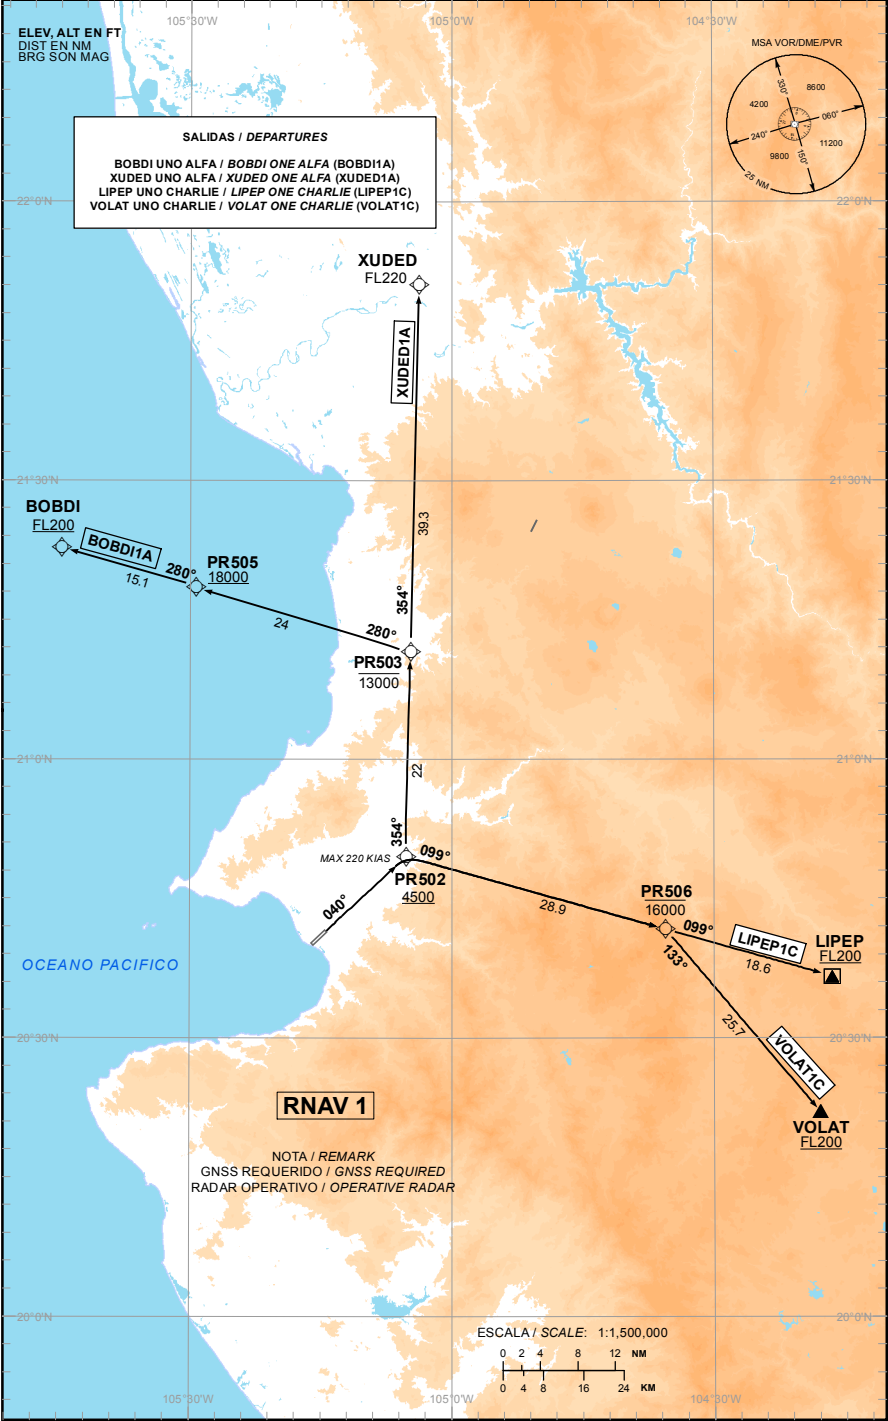 105°30'W
105°0'W
104°30'W
ELEV, ALT EN FT
DIST EN NM
BRG SON MAG
MSA VOR/DME/PVR
330°
8600
4200
060°
240°
11200
150°
9800
25 NM
SALIDAS / DEPARTURES
BOBDI UNO ALFA / BOBDI ONE ALFA (BOBDI1A)
XUDED UNO ALFA / XUDED ONE ALFA (XUDED1A)
LIPEP UNO CHARLIE / LIPEP ONE CHARLIE (LIPEP1C)
VOLAT UNO CHARLIE / VOLAT ONE CHARLIE (VOLAT1C)
22°0'N
22°0'N
XUDED
FL220
XUDED1A
21°30'N
21°30'N
BOBDI
FL200
BOBDI1A
15.1
280°
PR505
18000
39.3
354°
24
280°
PR503
13000
21°0'N
21°0'N
22
354°
MAX 220 KIAS
099°
PR502
4500
040°
28.9
PR506
16000
099°
133°
LIPEP1C
18.6
LIPEP
FL200
OCEANO PACIFICO
25.7
20°30'N
20°30'N
VOLAT1C
VOLAT
FL200
RNAV 1
NOTA / REMARK
GNSS REQUERIDO / GNSS REQUIRED
RADAR OPERATIVO / OPERATIVE RADAR
20°0'N
20°0'N
ESCALA / SCALE: 1:1,500,000
0 2 4 8 12 NM
0 4 8 16 24 KM
105°30'W
105°0'W
104°30'W